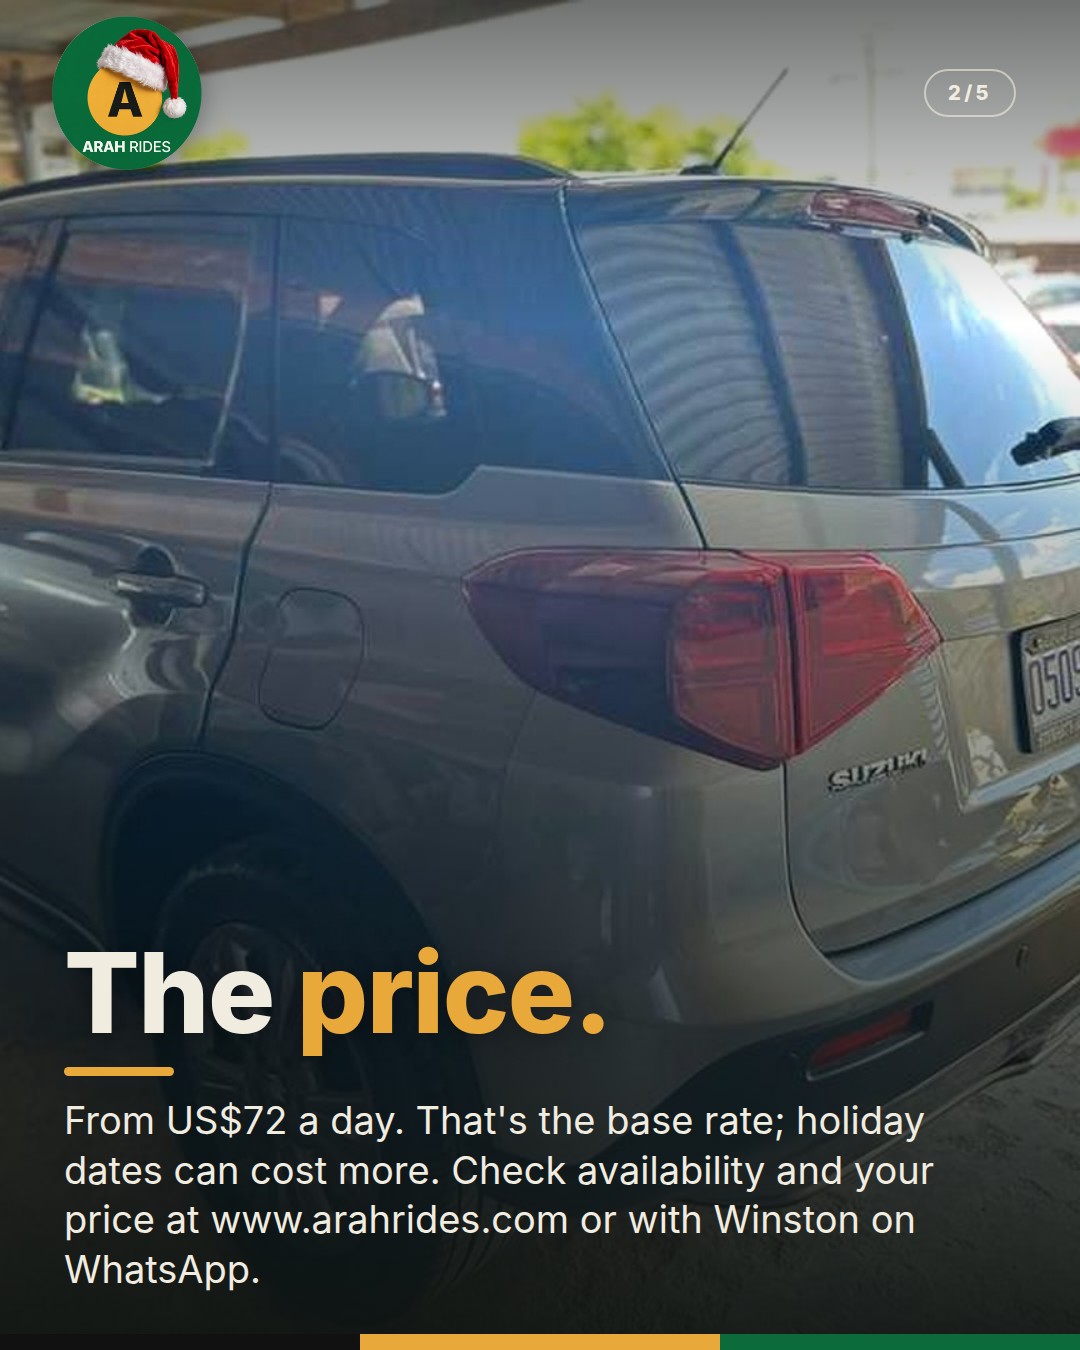 A
ARAH RIDES
2/5
SUZUKI
The price.
From US$72 a day. That's the base rate; holiday
dates can cost more. Check availability and your
price at www.arahrides.com or with Winston on
WhatsApp.